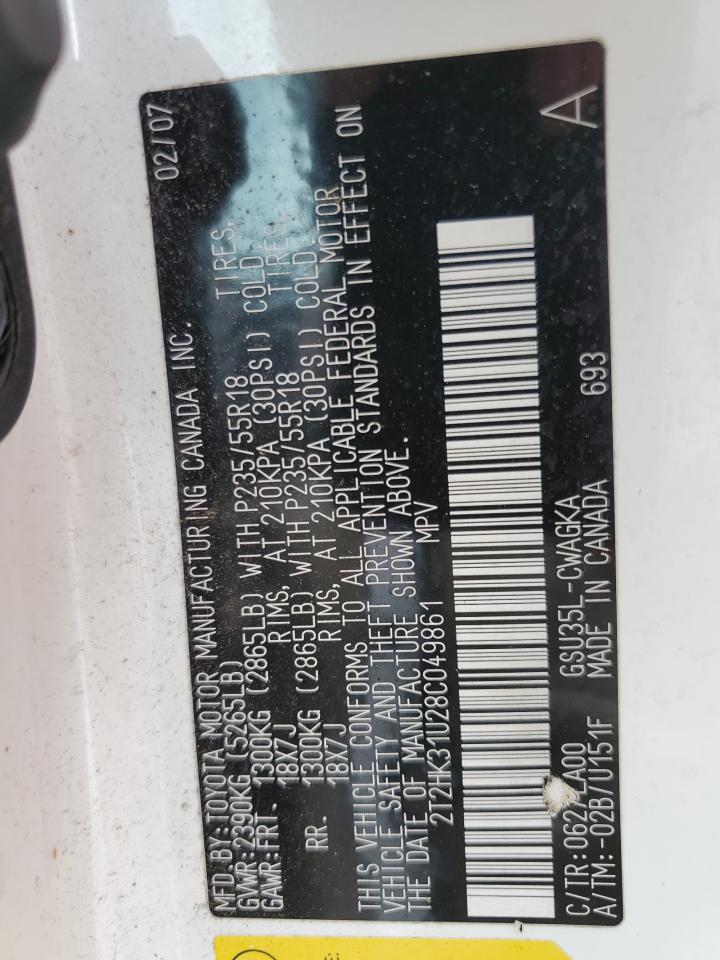 MFD.BY:TOYOTA MOTOR MANUFACTURING CANADA INC. 02/07
GVWR:2390KG (5265LB)
GAWR:FRT. 1300KG (2865LB) WITH P235/55R18 TIRES,
18X7J RIMS, AT 210KPA (30PSI) COLD
RR. 1300KG (2865LB) WITH P235/55R18 TIRES,
18X7J RIMS, AT 210KPA (30PSI) COLD.
THIS VEHICLE CONFORMS TO ALL APPLICABLE FEDERAL MOTOR
VEHICLE SAFETY AND THEFT PREVENTION STANDARDS IN EFFECT ON
THE DATE OF MANUFACTURE SHOWN ABOVE.
2T2HK31U28C049861 MPV
C/TR:062 LA00 GSU35L-CWAGKA 693 A
A/TM:-02B/U151F MADE IN CANADA